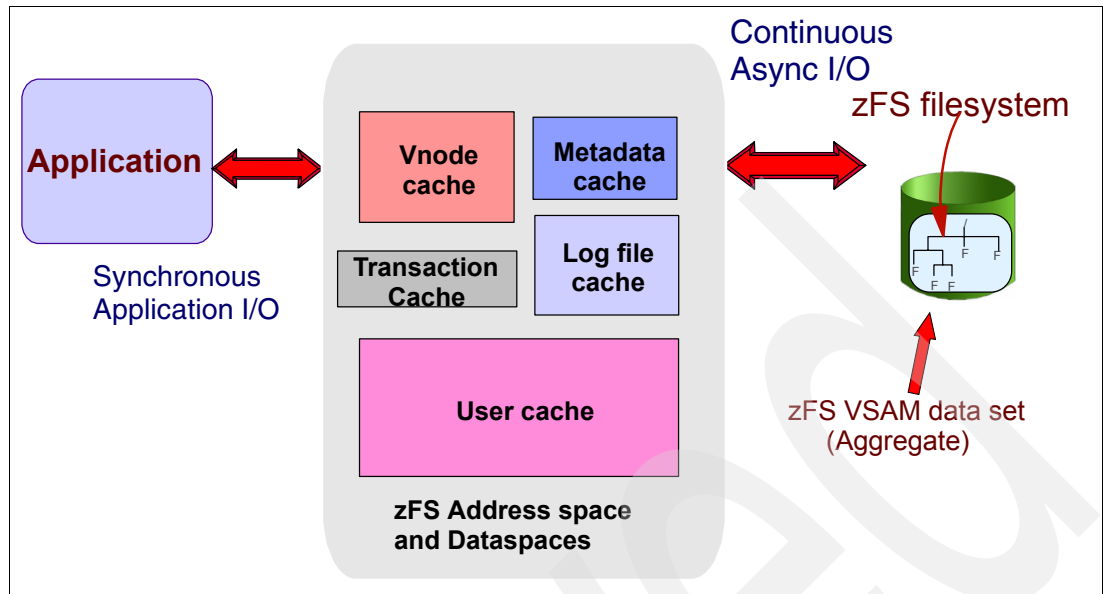 Application
Synchronous
Application I/O
Vnode
cache
Metadata
cache
Transaction
Cache
Log file
cache
User cache
zFS Address space
and Dataspaces
Continuous
Async I/O
zFS filesystem
/
F
F
F
F
F
zFS VSAM data set
(Aggregate)